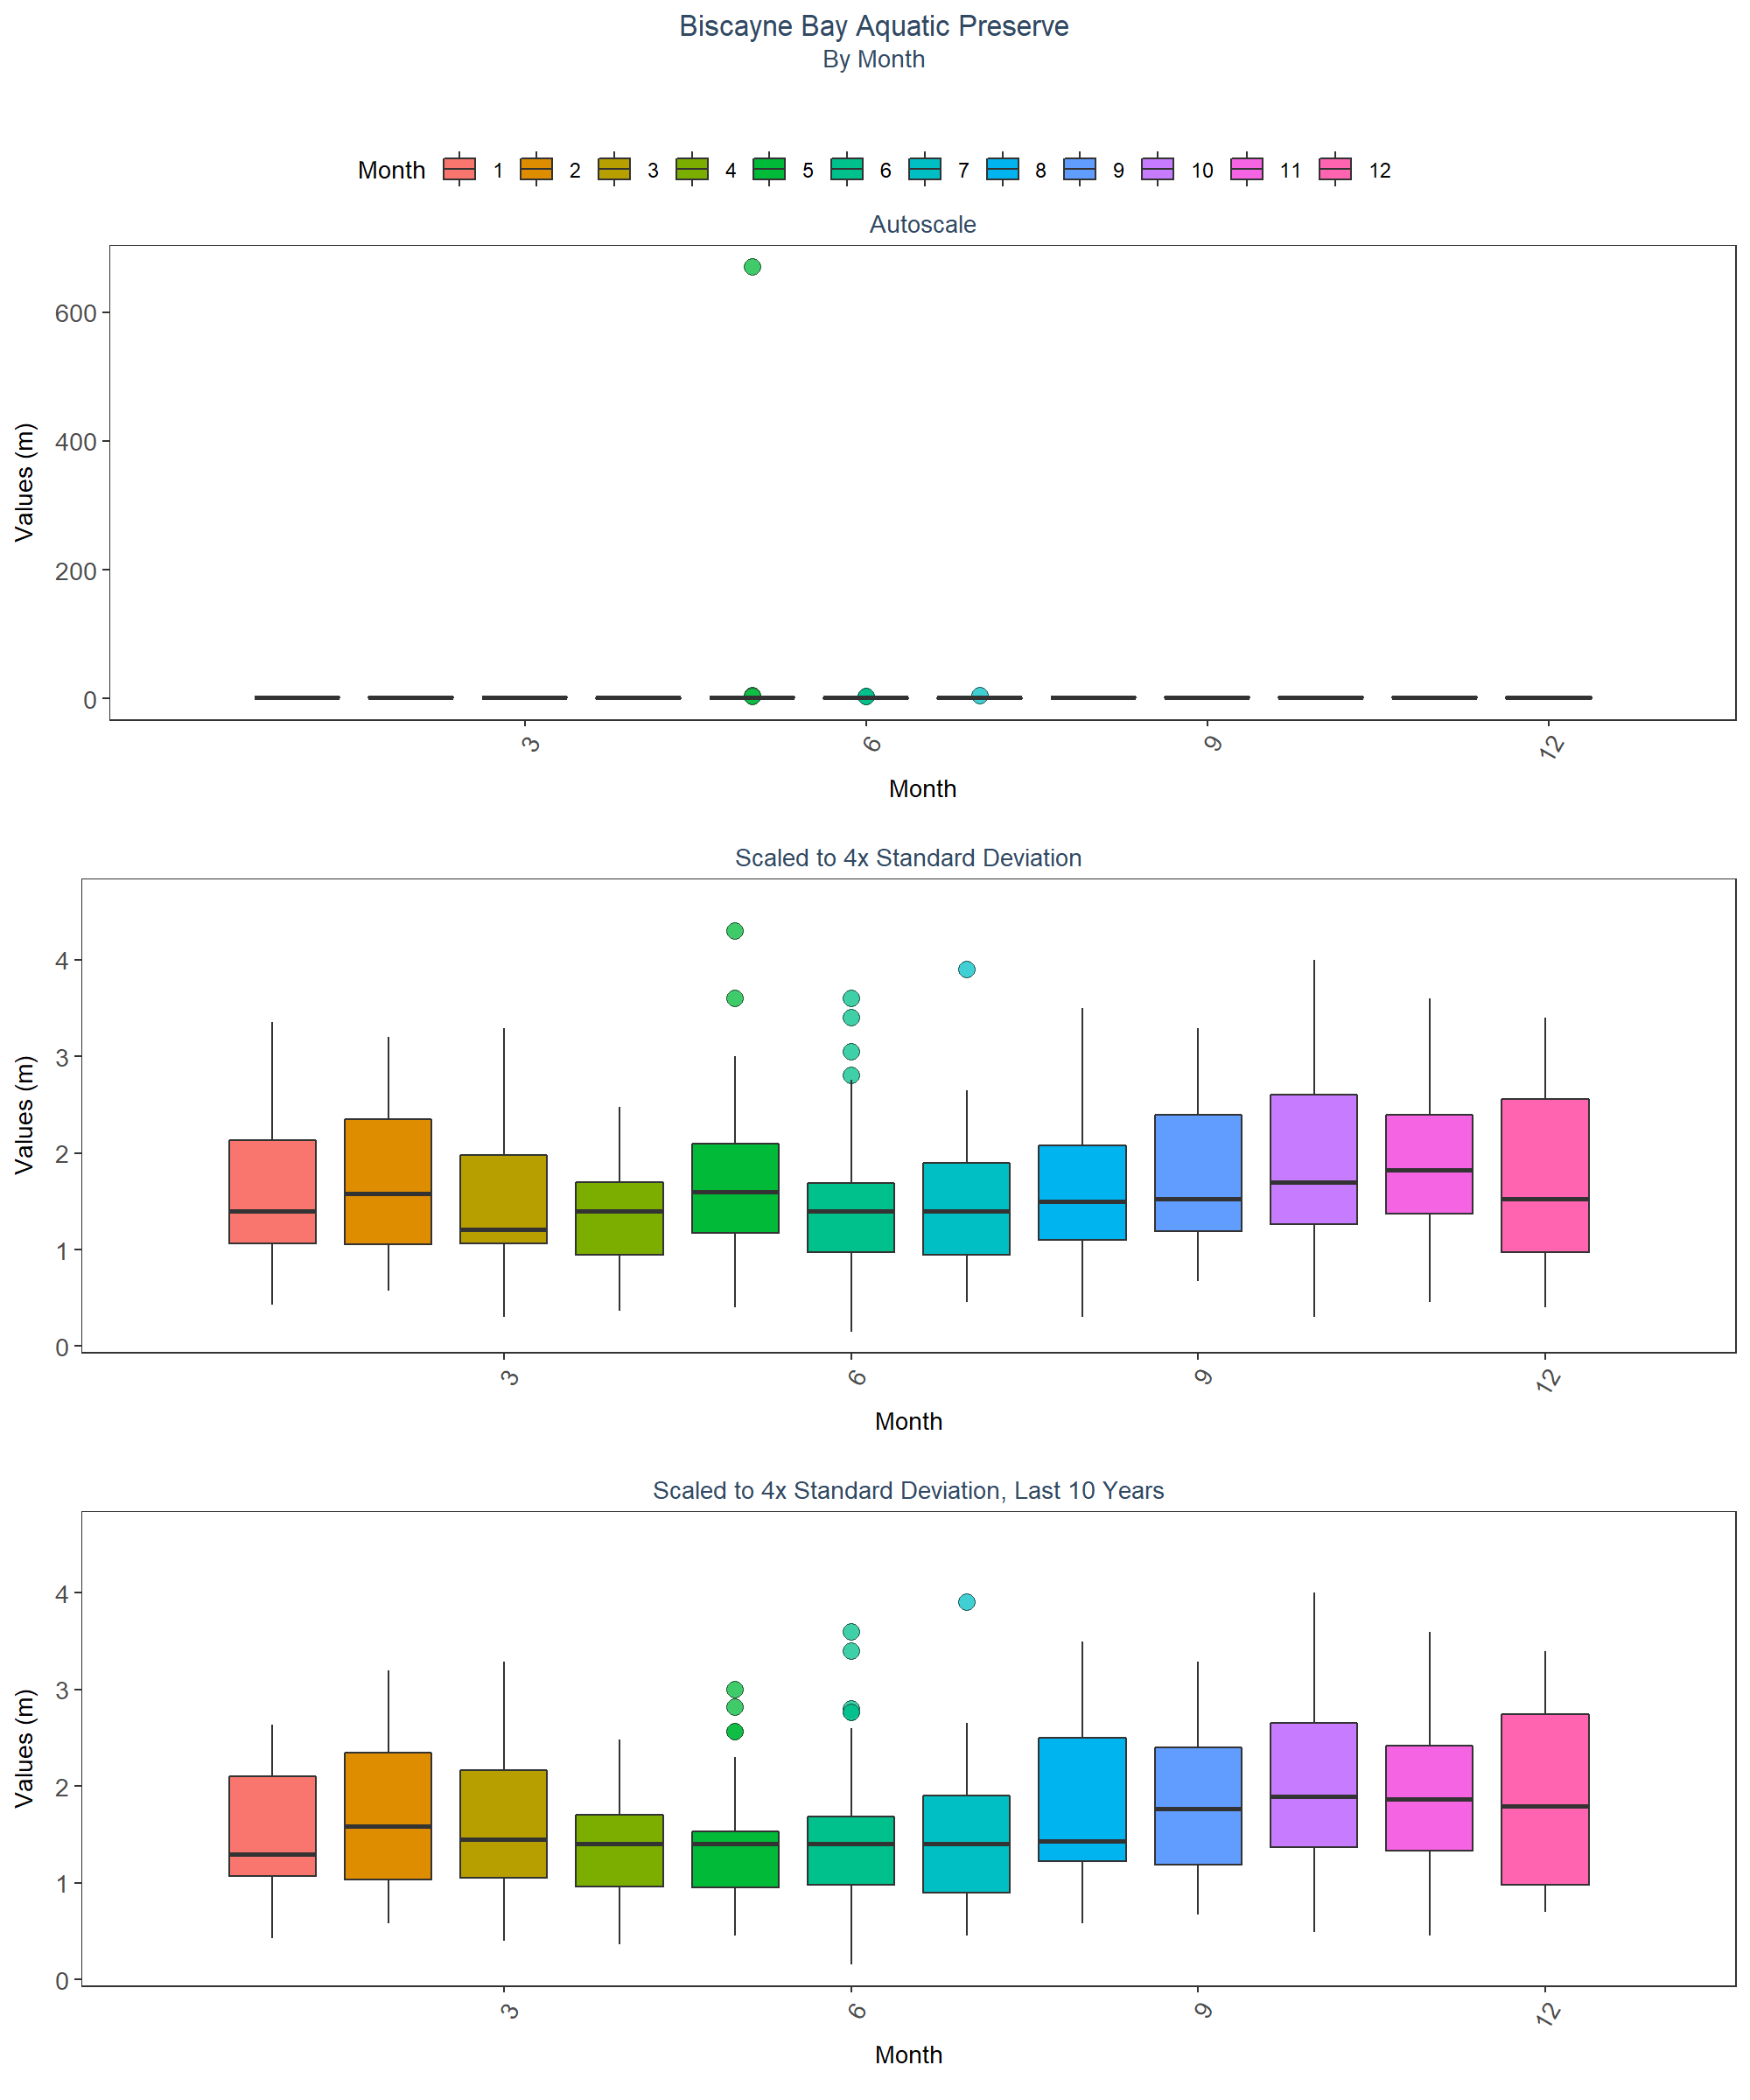 Biscayne Bay Aquatic Preserve
By Month
Month 1 2 3 4 5 6 7 8 9 10 11 12
Autoscale
Values (m)
600
400
200
0
3 6 9 12
Month
Scaled to 4x Standard Deviation
Values (m)
4
3
2
1
0
3 6 9 12
Month
Scaled to 4x Standard Deviation, Last 10 Years
Values (m)
4
3
2
1
0
3 6 9 12
Month